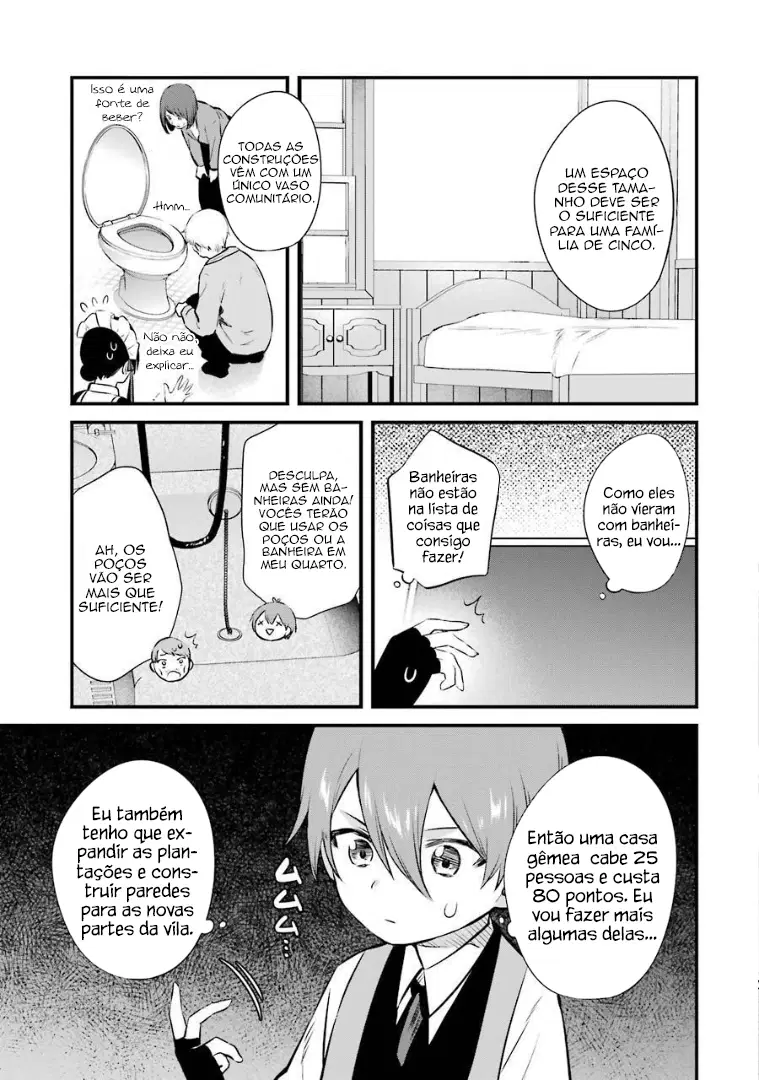 UM ESPAÇO
DESSE TAMA-
NHO DEVE SER
O SUFICIENTE
PARA UMA FAMÍ-
LIA DE CINCO.
TODAS AS
CONSTRUÇÕES
VÊM COM UM
ÚNICO VASO
COMUNITÁRIO.
Isso é uma
fonte de
beber?
Hmm...
Não não
deixa eu
explicar...
Como eles
não vieram
com banhei-
ras, eu vou...
Banheiras
não estão
na lista de
coisas que
consigo
fazer!
DESCULPA,
MAS SEM BA-
NHEIRAS AINDA!
VOCÊS TERÃO
QUE USAR OS
POÇOS OU A
BANHEIRA EM
MEU QUARTO.
AH, OS
POÇOS
VÃO SER
MAIS QUE
SUFICIENTE!
Então uma casa
gêmea cabe 25
pessoas e custa
80 pontos. Eu
vou fazer mais
algumas delas...
ムムム…
Eu também
tenho que ex-
pandir as plan-
tações e cons-
truir paredes
para as novas
partes da vila.